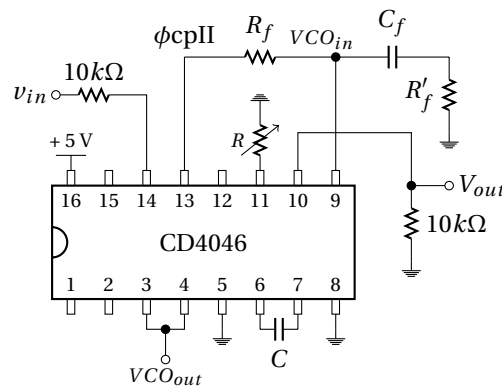 ϕcpII R_f VCO_in C_f
10kΩ
v_in R'_f
+5V R
V_out
16 15 14 13 12 11 10 9
10kΩ
CD4046
1 2 3 4 5 6 7 8
C
VCO_out